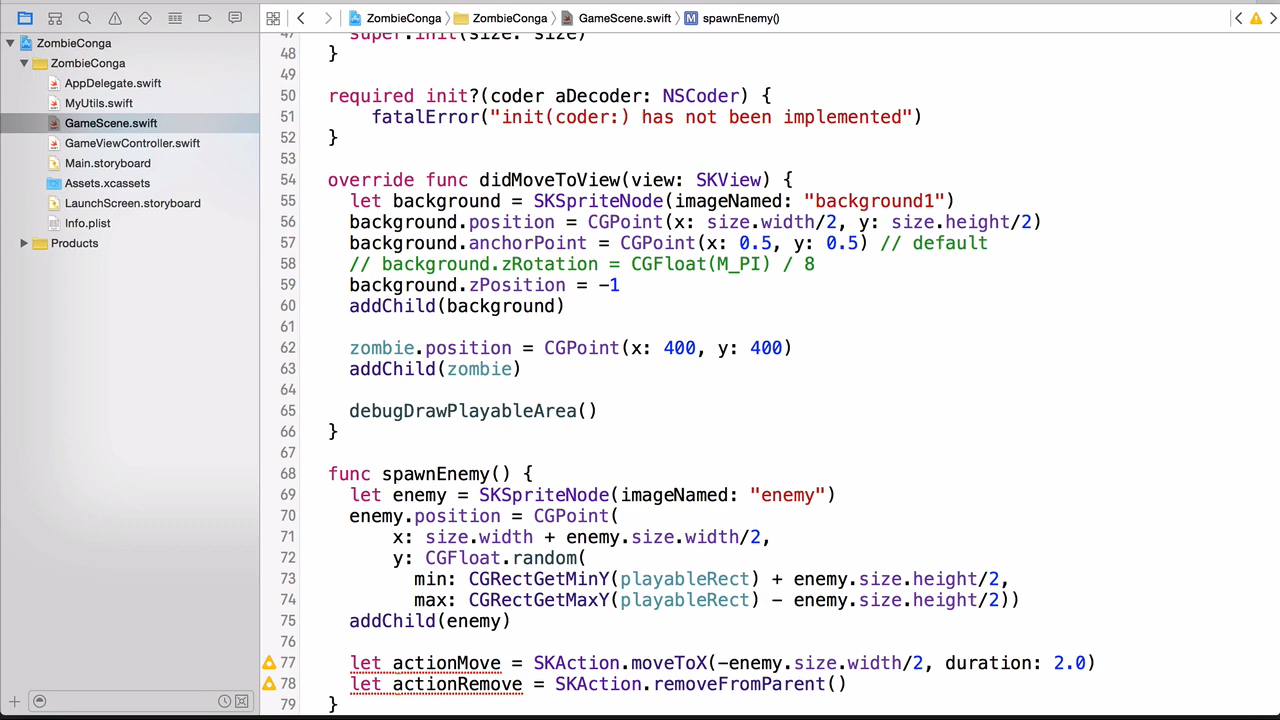 ZombieConga
ZombieConga
GameScene.swift
M spawnEnemy()
ZombieConga
ZombieConga
AppDelegate.swift
MyUtils.swift
GameScene.swift
GameViewController.swift
Main.storyboard
Assets.xcassets
LaunchScreen.storyboard
Info.plist
Products
47 super.init(size: size)
48 }
49
50 required init?(coder aDecoder: NSCoder) {
51 fatalError("init(coder:) has not been implemented")
52 }
53
54 override func didMoveToView(view: SKView) {
55 let background = SKSpriteNode(imageNamed: "background1")
56 background.position = CGPoint(x: size.width/2, y: size.height/2)
57 background.anchorPoint = CGPoint(x: 0.5, y: 0.5) // default
58 // background.zRotation = CGFloat(M_PI) / 8
59 background.zPosition = -1
60 addChild(background)
61
62 zombie.position = CGPoint(x: 400, y: 400)
63 addChild(zombie)
64
65 debugDrawPlayableArea()
66 }
67
68 func spawnEnemy() {
69 let enemy = SKSpriteNode(imageNamed: "enemy")
70 enemy.position = CGPoint(
71 x: size.width + enemy.size.width/2,
72 y: CGFloat.random(
73 min: CGRectGetMinY(playableRect) + enemy.size.height/2,
74 max: CGRectGetMaxY(playableRect) - enemy.size.height/2))
75 addChild(enemy)
76
77 let actionMove = SKAction.moveToX(-enemy.size.width/2, duration: 2.0)
78 let actionRemove = SKAction.removeFromParent()
79 }